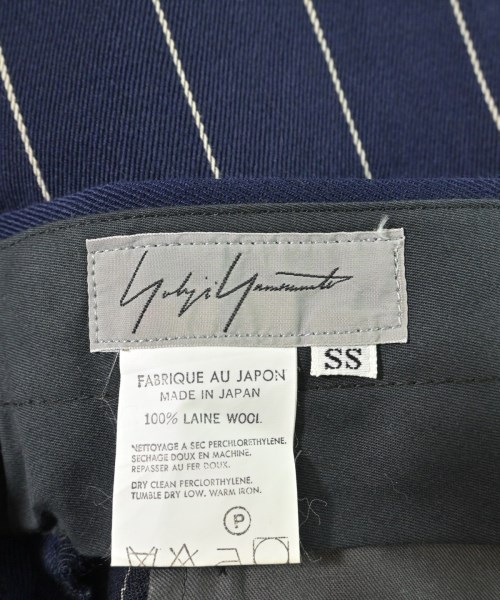 Yohji Yamamoto
SS
FABRIQUE AU JAPON
MADE IN JAPAN
100% LAINE WOOL
NETTOYAGE A SEC PERCHLORETHYLENE.
SECHAGE DOUX EN MACHINE.
REPASSER AU FER DOUX.
DRY CLEAN PERCLORTHYLENE.
TUMBLE DRY LOW. WARM IRON.
P